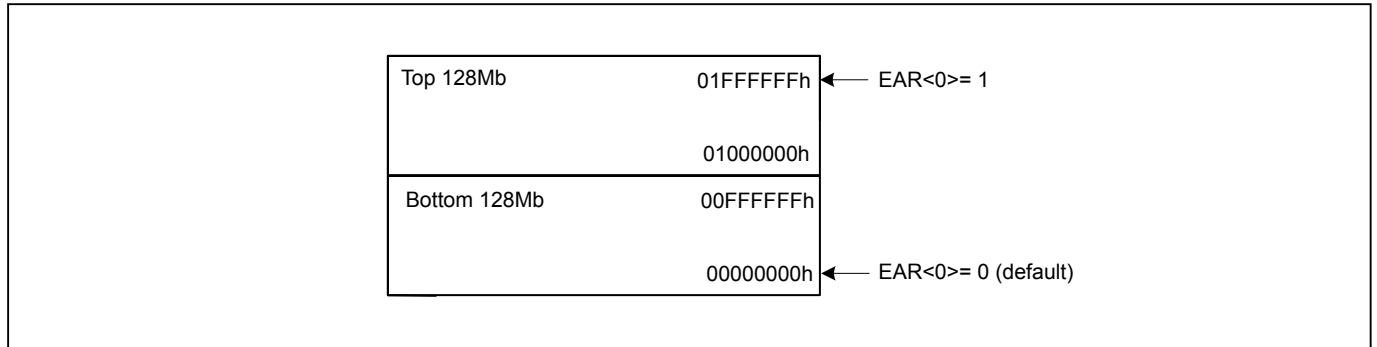 Top 128Mb 01FFFFFFh EAR<0>= 1
01000000h
Bottom 128Mb 00FFFFFFh
00000000h EAR<0>= 0 (default)